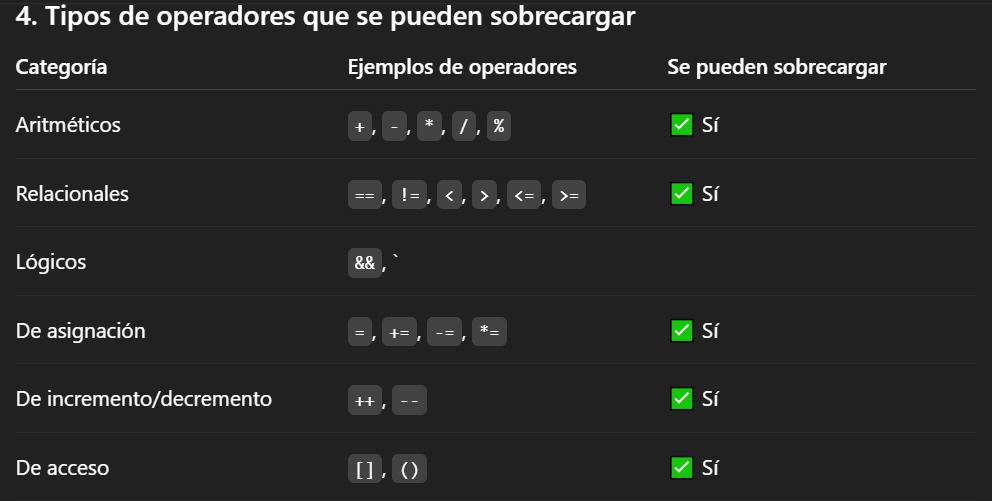 4. Tipos de operadores que se pueden sobrecargar
Categoría Ejemplos de operadores Se pueden sobrecargar
Aritméticos +, -, *, /, % ✅ Sí
Relacionales ==, !=, <, >, <=, >= ✅ Sí
Lógicos &&, `
De asignación =, +=, -=, *= ✅ Sí
De incremento/decremento ++, -- ✅ Sí
De acceso [], () ✅ Sí